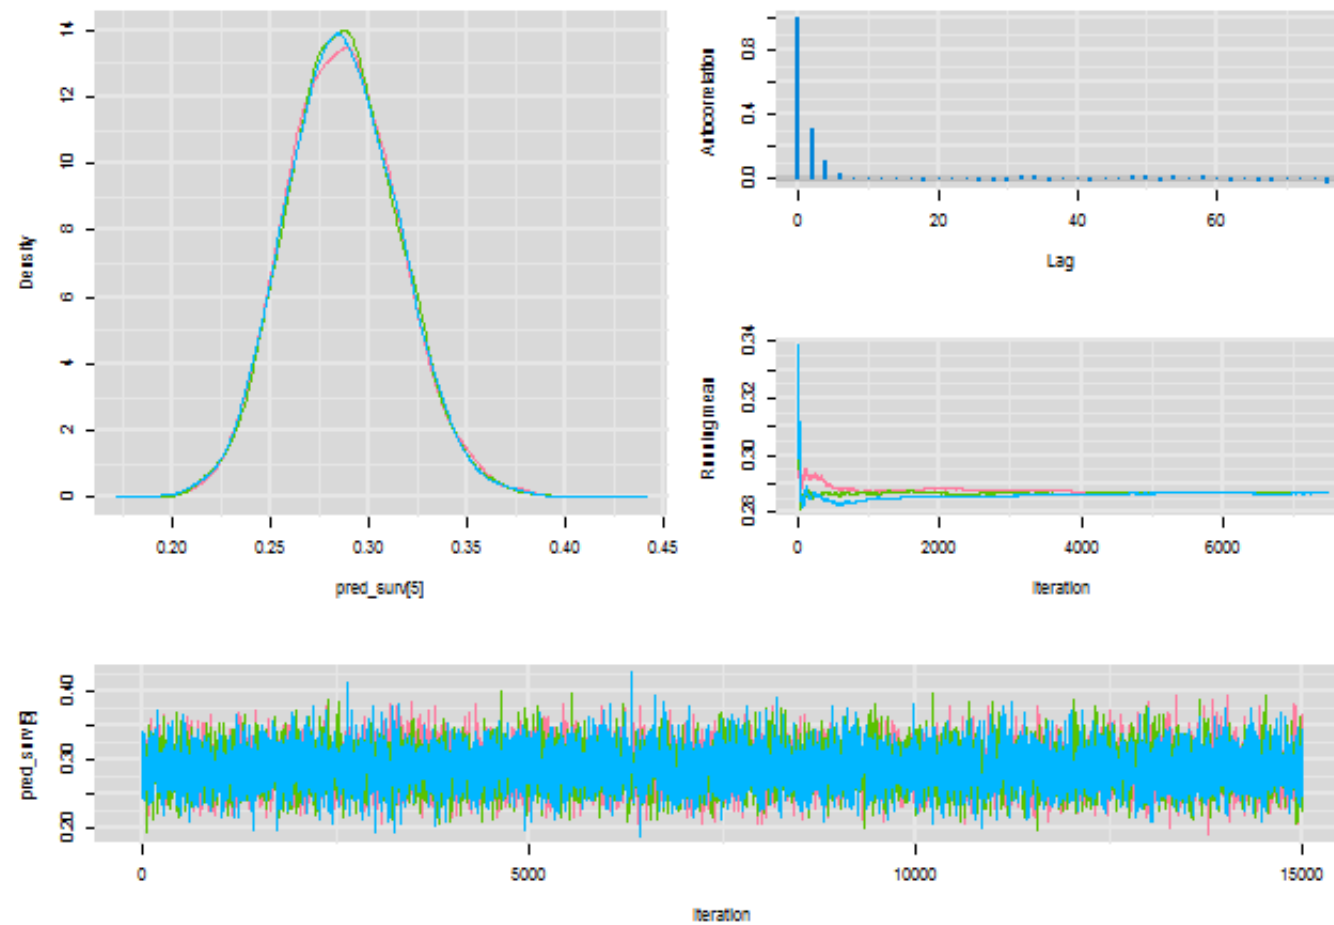 Density
0 2 4 6 8 10 12 14
0.20 0.25 0.30 0.35 0.40 0.45
pred_surv[5]
Autocorrelation
0.0 0.4 0.8
0 20 40 60
Lag
Running mean
0.28 0.30 0.32 0.34
0 2000 4000 6000
Iteration
pred_surv[5]
0.20 0.30 0.40
0 5000 10000 15000
Iteration